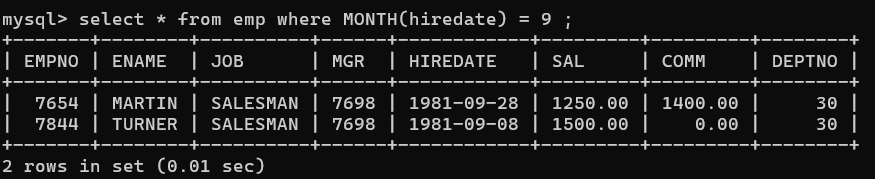 mysql> select * from emp where MONTH(hiredate) = 9 ;
+-------+--------+----------+------+------------+---------+---------+--------+
| EMPNO | ENAME  | JOB      | MGR  | HIREDATE   | SAL     | COMM    | DEPTNO |
+-------+--------+----------+------+------------+---------+---------+--------+
|  7654 | MARTIN | SALESMAN | 7698 | 1981-09-28 | 1250.00 | 1400.00 |     30 |
|  7844 | TURNER | SALESMAN | 7698 | 1981-09-08 | 1500.00 |    0.00 |     30 |
+-------+--------+----------+------+------------+---------+---------+--------+
2 rows in set (0.01 sec)